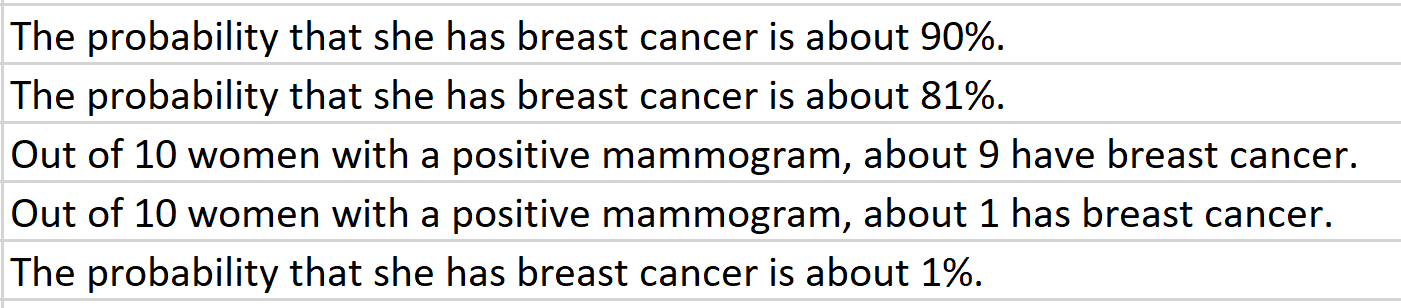 The probability that she has breast cancer is about 90%.
The probability that she has breast cancer is about 81%.
Out of 10 women with a positive mammogram, about 9 have breast cancer.
Out of 10 women with a positive mammogram, about 1 has breast cancer.
The probability that she has breast cancer is about 1%.